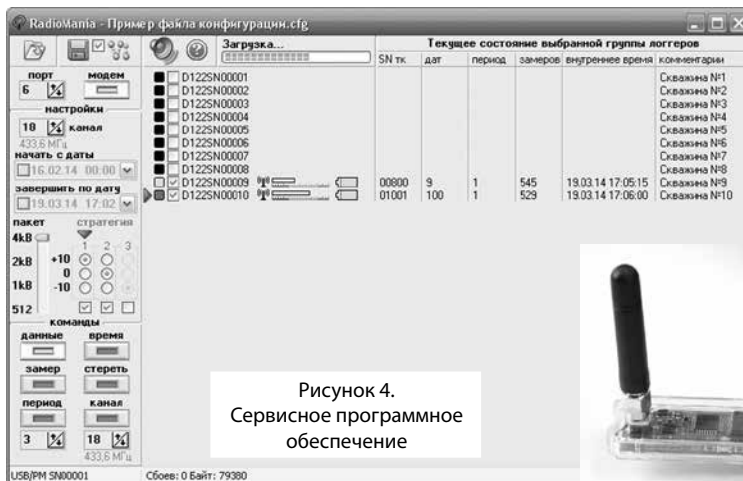 RadioMania - Пример файла конфигурации.cfg
Загрузка...
Текущее состояние выбранной группы логгеров
SN тк дат период замеров внутреннее время комментарии
порт модем
6
настройки
18 канал
433,6 МГц
начать с даты
16.02.14 00:00
завершить по дату
19.03.14 17:02
пакет стратегия
4kB
1 - 2 - 3
+10
2kB
0
1kB
-10
512
команды
данные время
замер стереть
период канал
3 18
433,6 МГц
D122SN00001 Скважина №1
D122SN00002 Скважина №2
D122SN00003 Скважина №3
D122SN00004 Скважина №4
D122SN00005 Скважина №5
D122SN00006 Скважина №6
D122SN00007 Скважина №7
D122SN00008 Скважина №8
D122SN00009 00800 9 1 545 19.03.14 17:05:15 Скважина №9
D122SN00010 01001 100 1 529 19.03.14 17:06:00 Скважина №10
Рисунок 4.
Сервисное программное
обеспечение
USB/PM SN00001 Сбоев: 0 Байт: 79380